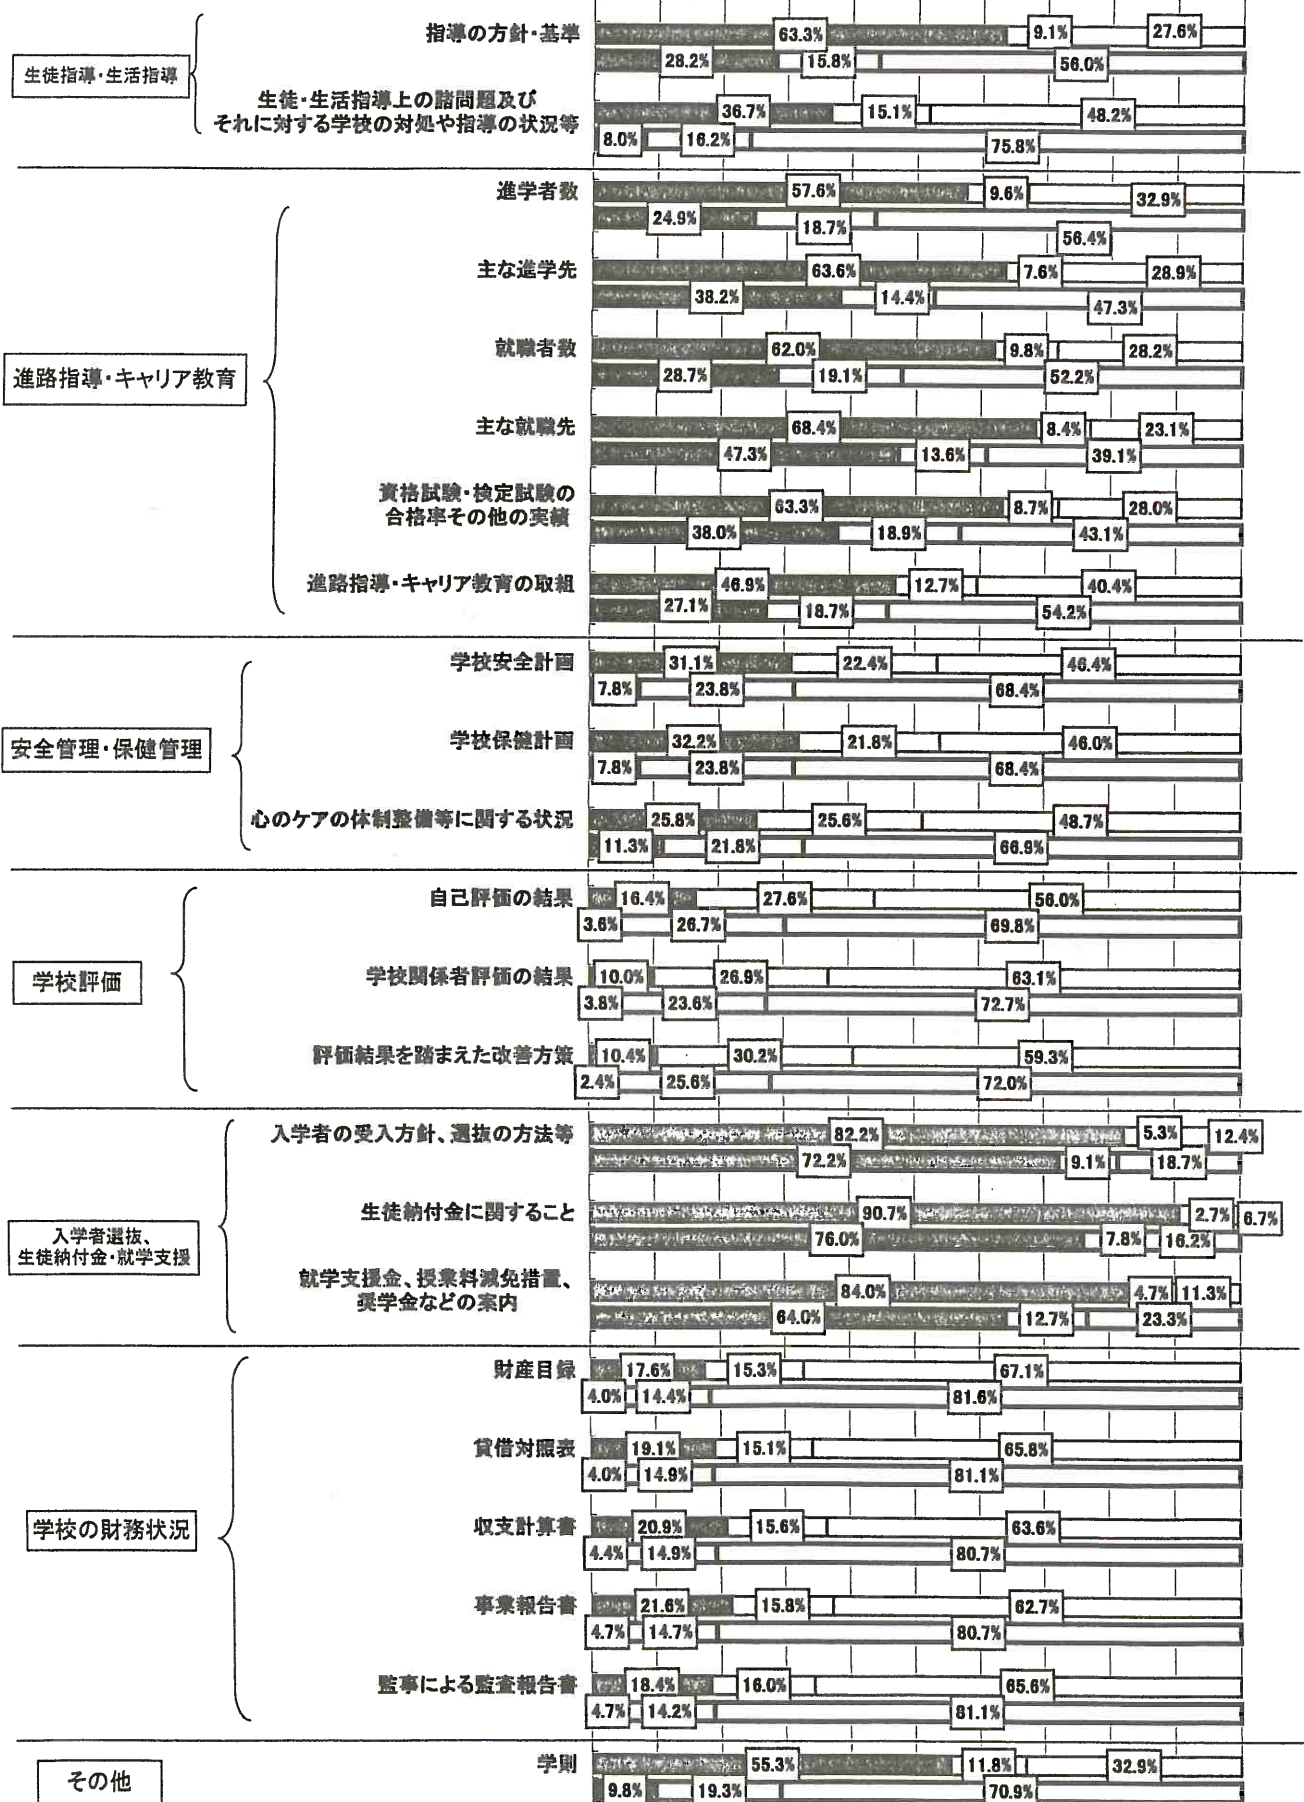 生徒指導・生活指導
指導の方針・基準
63.3% 9.1% 27.6%
28.2% 15.8% 56.0%
生徒・生活指導上の諸問題及び
それに対する学校の対処や指導の状況等
36.7% 15.1% 48.2%
8.0% 16.2% 75.8%
進路指導・キャリア教育
進学者数
57.6% 9.6% 32.9%
24.9% 18.7% 56.4%
主な進学先
63.6% 7.6% 28.9%
38.2% 14.4% 47.3%
就職者数
62.0% 9.8% 28.2%
28.7% 19.1% 52.2%
主な就職先
68.4% 8.4% 23.1%
47.3% 13.6% 39.1%
資格試験・検定試験の
合格率その他の実績
63.3% 8.7% 28.0%
38.0% 18.9% 43.1%
進路指導・キャリア教育の取組
46.9% 12.7% 40.4%
27.1% 18.7% 54.2%
安全管理・保健管理
学校安全計画
31.1% 22.4% 46.4%
7.8% 23.8% 68.4%
学校保健計画
32.2% 21.8% 46.0%
7.8% 23.8% 68.4%
心のケアの体制整備等に関する状況
25.8% 25.6% 48.7%
11.3% 21.8% 66.9%
学校評価
自己評価の結果
16.4% 27.6% 56.0%
3.6% 26.7% 69.8%
学校関係者評価の結果
10.0% 26.9% 63.1%
3.8% 23.6% 72.7%
評価結果を踏まえた改善方策
10.4% 30.2% 59.3%
2.4% 25.6% 72.0%
入学者選抜、
生徒納付金・就学支援
入学者の受入方針、選抜の方法等
82.2% 5.3% 12.4%
72.2% 9.1% 18.7%
生徒納付金に関すること
90.7% 2.7% 6.7%
76.0% 7.8% 16.2%
就学支援金、授業料減免措置、
奨学金などの案内
84.0% 4.7% 11.3%
64.0% 12.7% 23.3%
学校の財務状況
財産目録
17.6% 15.3% 67.1%
4.0% 14.4% 81.6%
貸借対照表
19.1% 15.1% 65.8%
4.0% 14.9% 81.1%
収支計算書
20.9% 15.6% 63.6%
4.4% 14.9% 80.7%
事業報告書
21.6% 15.8% 62.7%
4.7% 14.7% 80.7%
監事による監査報告書
18.4% 16.0% 65.6%
4.7% 14.2% 81.1%
その他
学則
55.3% 11.8% 32.9%
9.8% 19.3% 70.9%